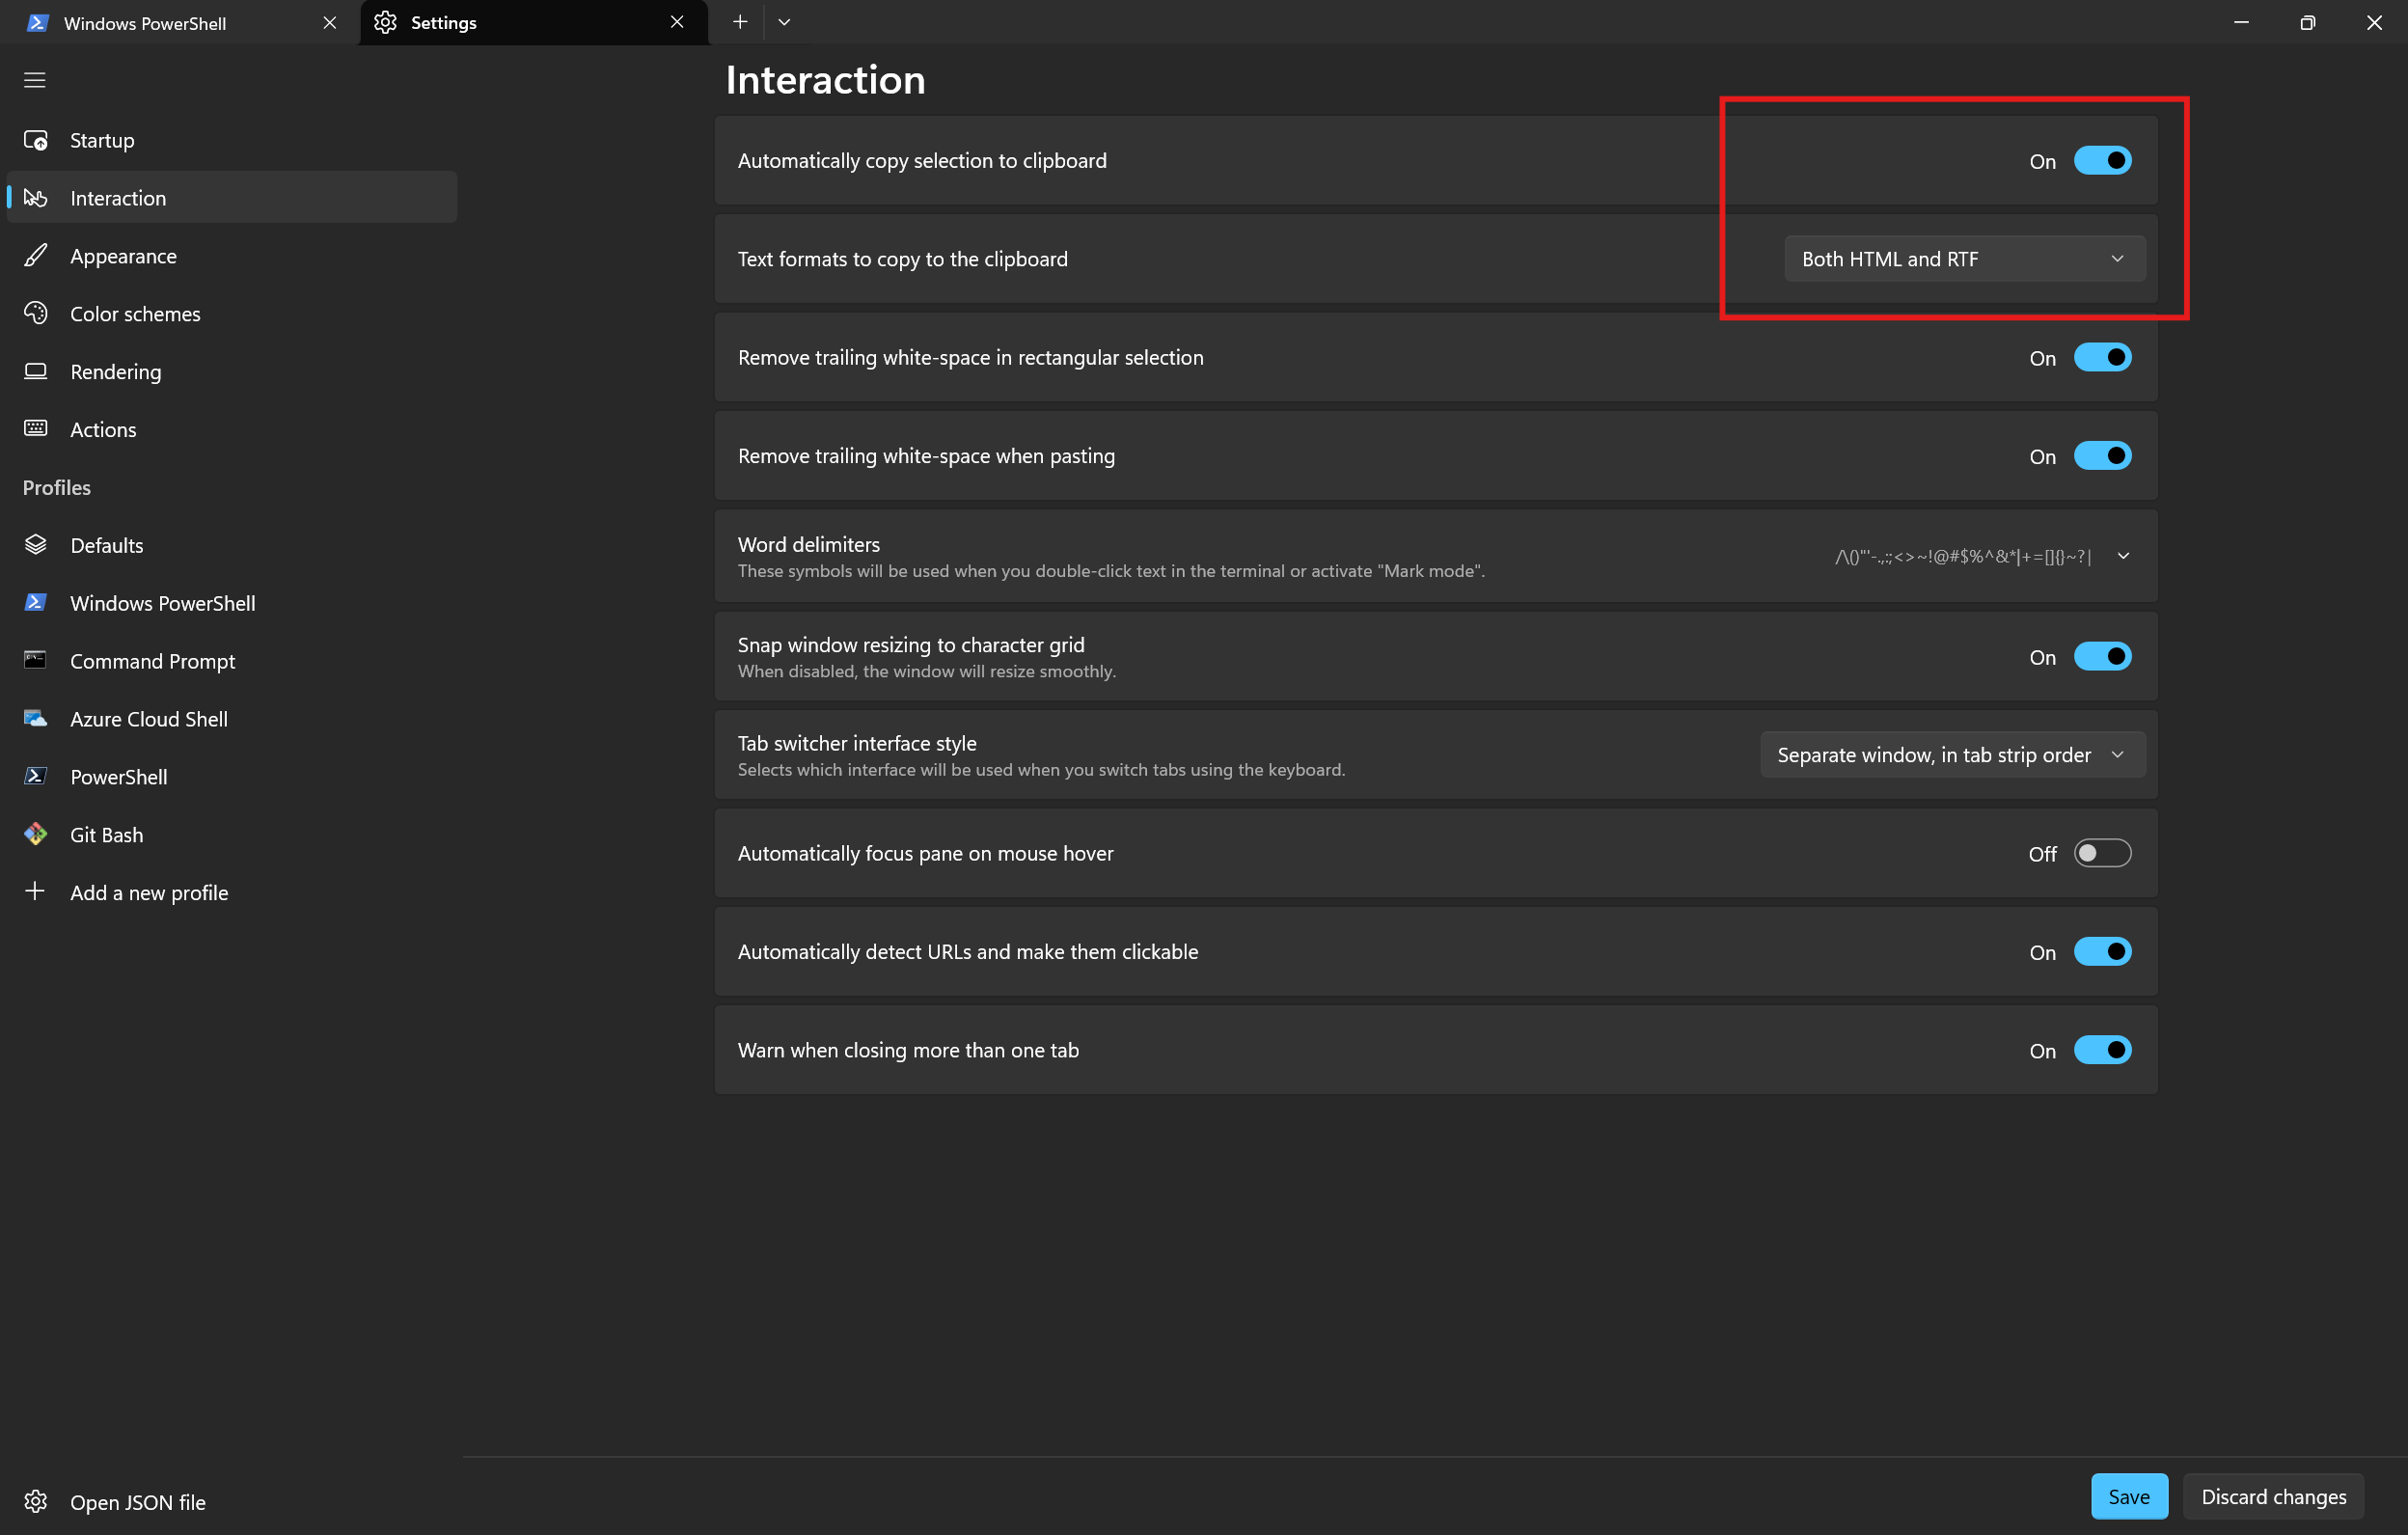 Windows PowerShell
Settings
Interaction
Startup
Interaction
Appearance
Color schemes
Rendering
Actions
Profiles
Defaults
Windows PowerShell
Command Prompt
Azure Cloud Shell
PowerShell
Git Bash
Add a new profile
Open JSON file
Automatically copy selection to clipboard
On
Text formats to copy to the clipboard
Both HTML and RTF
Remove trailing white-space in rectangular selection
On
Remove trailing white-space when pasting
On
Word delimiters
These symbols will be used when you double-click text in the terminal or activate "Mark mode".
/\()"'-.,:;<>~!@#$%^&*|+=[]{}~?│
Snap window resizing to character grid
When disabled, the window will resize smoothly.
On
Tab switcher interface style
Selects which interface will be used when you switch tabs using the keyboard.
Separate window, in tab strip order
Automatically focus pane on mouse hover
Off
Automatically detect URLs and make them clickable
On
Warn when closing more than one tab
On
Save
Discard changes